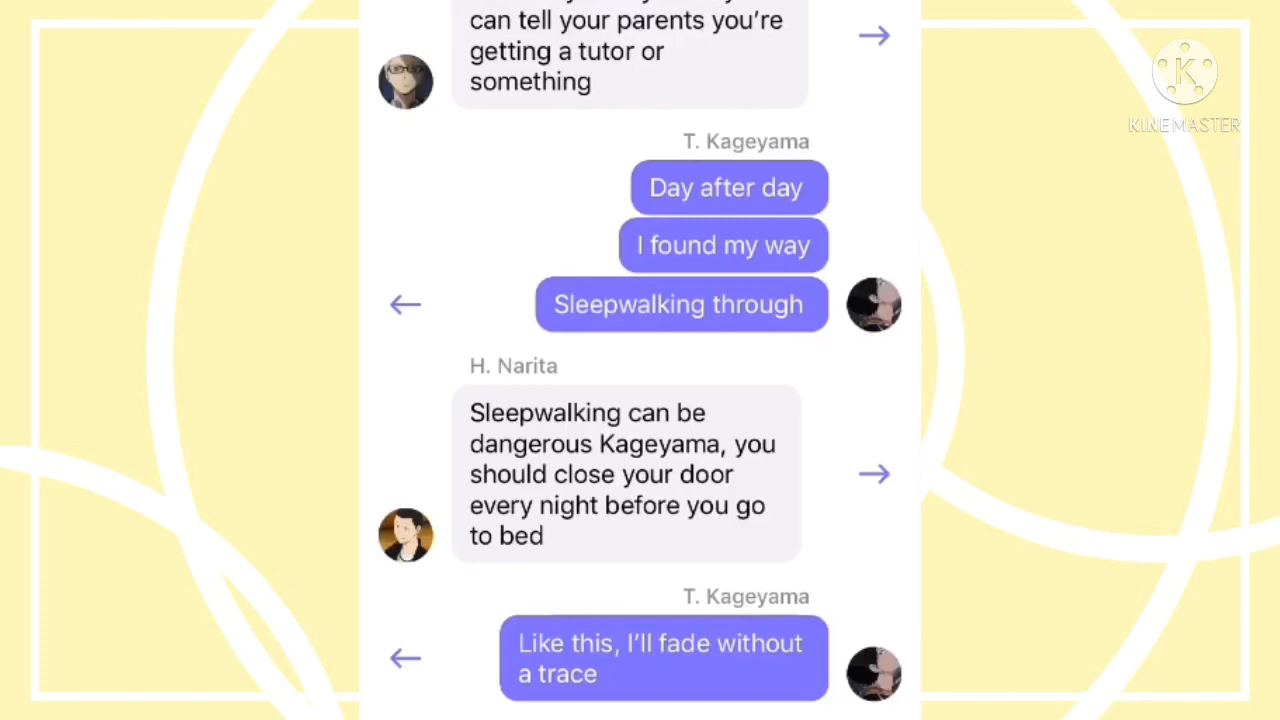 can tell your parents you're
getting a tutor or
something
T. Kageyama
Day after day
I found my way
Sleepwalking through
H. Narita
Sleepwalking can be
dangerous Kageyama, you
should close your door
every night before you go
to bed
T. Kageyama
Like this, I'll fade without
a trace
K
KINEMASTER